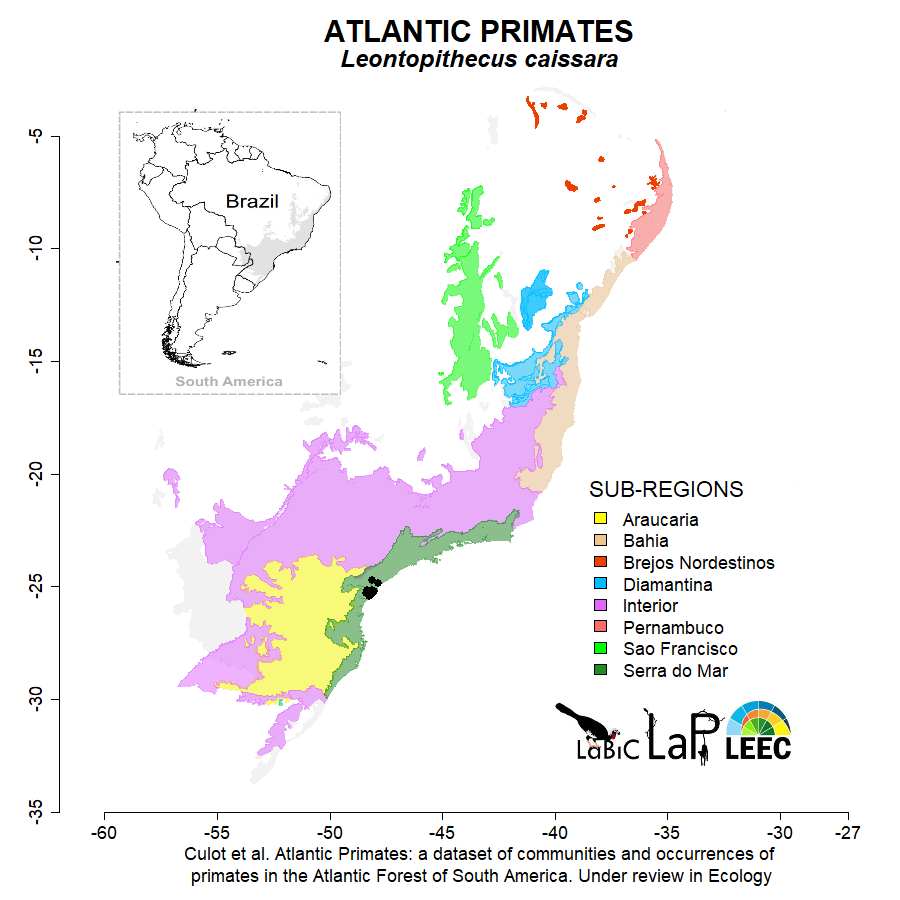 ATLANTIC PRIMATES
Leontopithecus caissara
Brazil
South America
-5
-10
-15
-20
-25
-30
-35
SUB-REGIONS
Araucaria
Bahia
Brejos Nordestinos
Diamantina
Interior
Pernambuco
Sao Francisco
Serra do Mar
LaBiC LaP LEEC
-60 -55 -50 -45 -40 -35 -30 -27
Culot et al. Atlantic Primates: a dataset of communities and occurrences of
primates in the Atlantic Forest of South America. Under review in Ecology